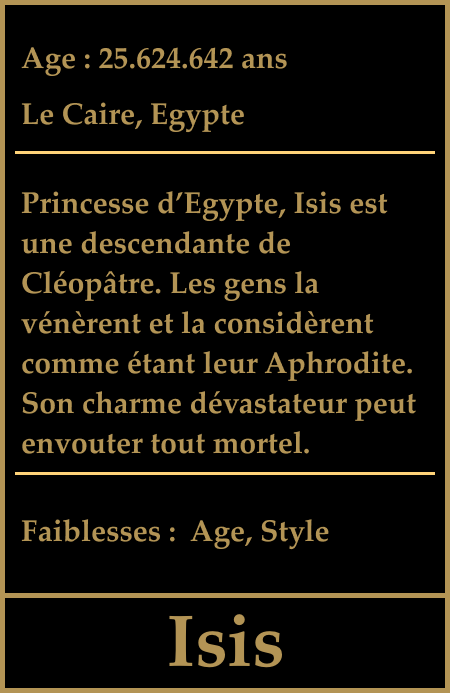 Age : 25.624.642 ans
Le Caire, Egypte
Princesse d’Egypte, Isis est
une descendante de
Cléopâtre. Les gens la
vénèrent et la considèrent
comme étant leur Aphrodite.
Son charme dévastateur peut
envouter tout mortel.
Faiblesses :  Age, Style
Isis